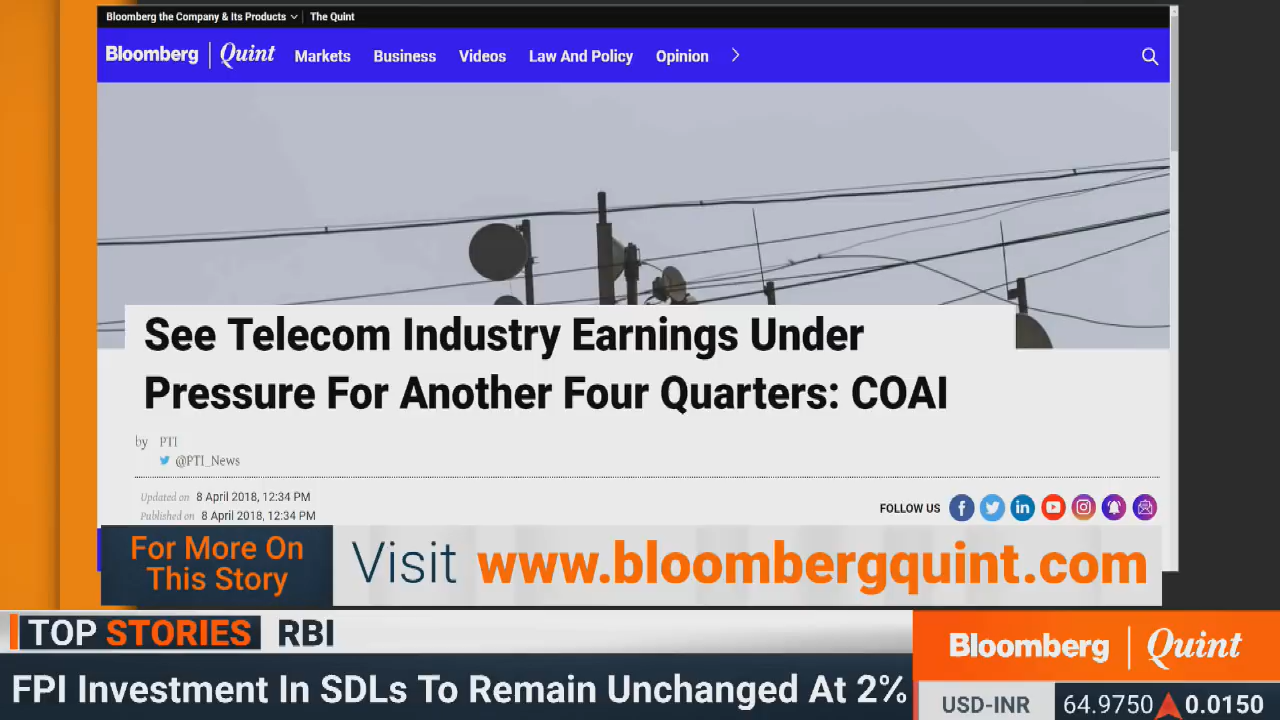 Bloomberg the Company & Its Products The Quint
Bloomberg | Quint Markets Business Videos Law And Policy Opinion
See Telecom Industry Earnings Under
Pressure For Another Four Quarters: COAI
by PTI
@PTI_News
Updated on 8 April 2018, 12:34 PM
Published on 8 April 2018, 12:34 PM
FOLLOW US
For More On
This Story
Visit www.bloombergquint.com
TOP STORIES RBI
FPI Investment In SDLs To Remain Unchanged At 2%
Bloomberg | Quint
USD-INR 64.9750 0.0150